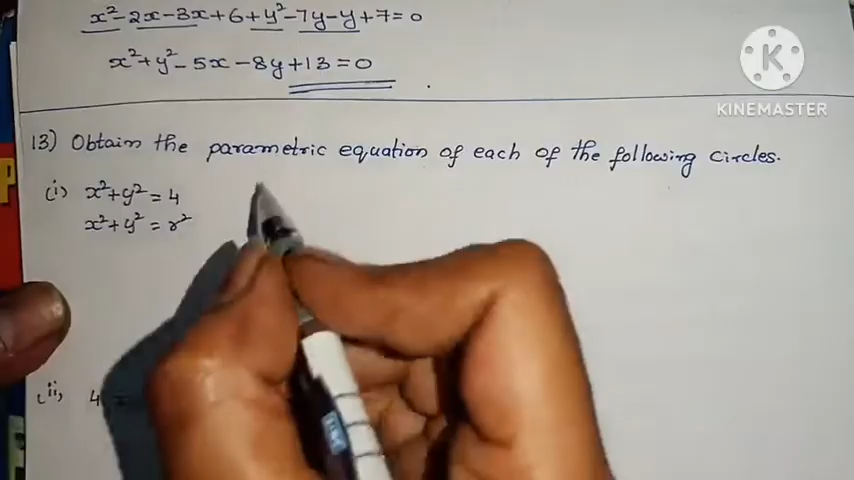 x²-2x-3x+6+y²-7y-y+7=0
x²+y²-5x-8y+13=0
KINEMASTER
13) Obtain the parametric equation of each of the following circles.
(i) x²+y²=4
x²+y²=r²
(ii, 4